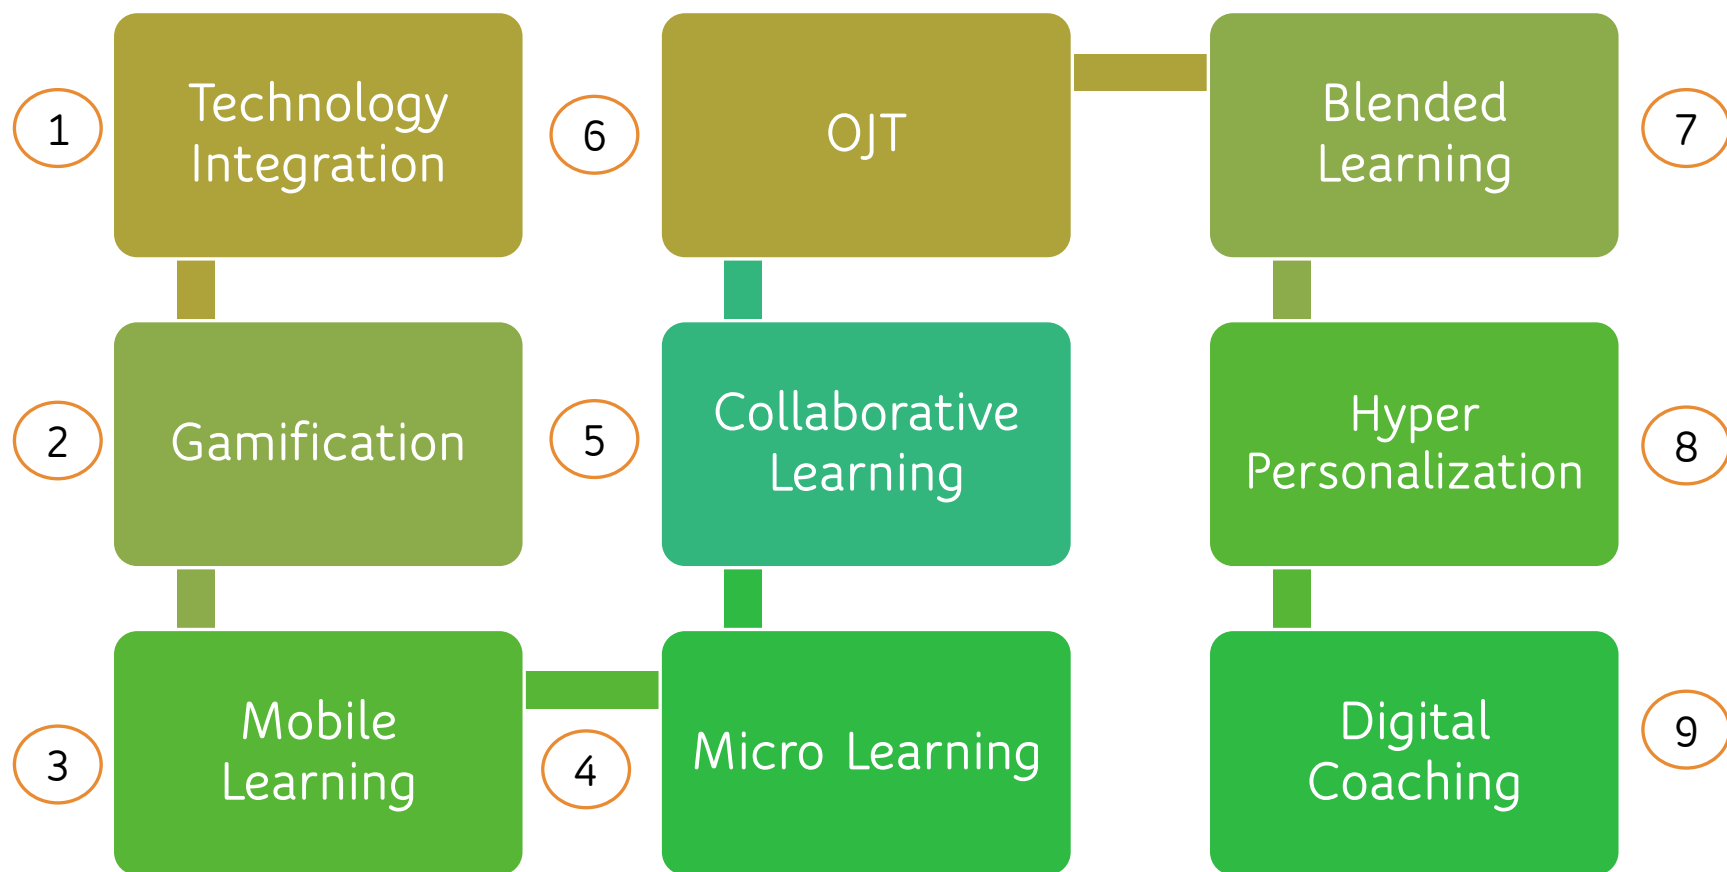 1
Technology
Integration
2
Gamification
3
Mobile
Learning
4
Micro Learning
5
Collaborative
Learning
6
OJT
7
Blended
Learning
8
Hyper
Personalization
9
Digital
Coaching